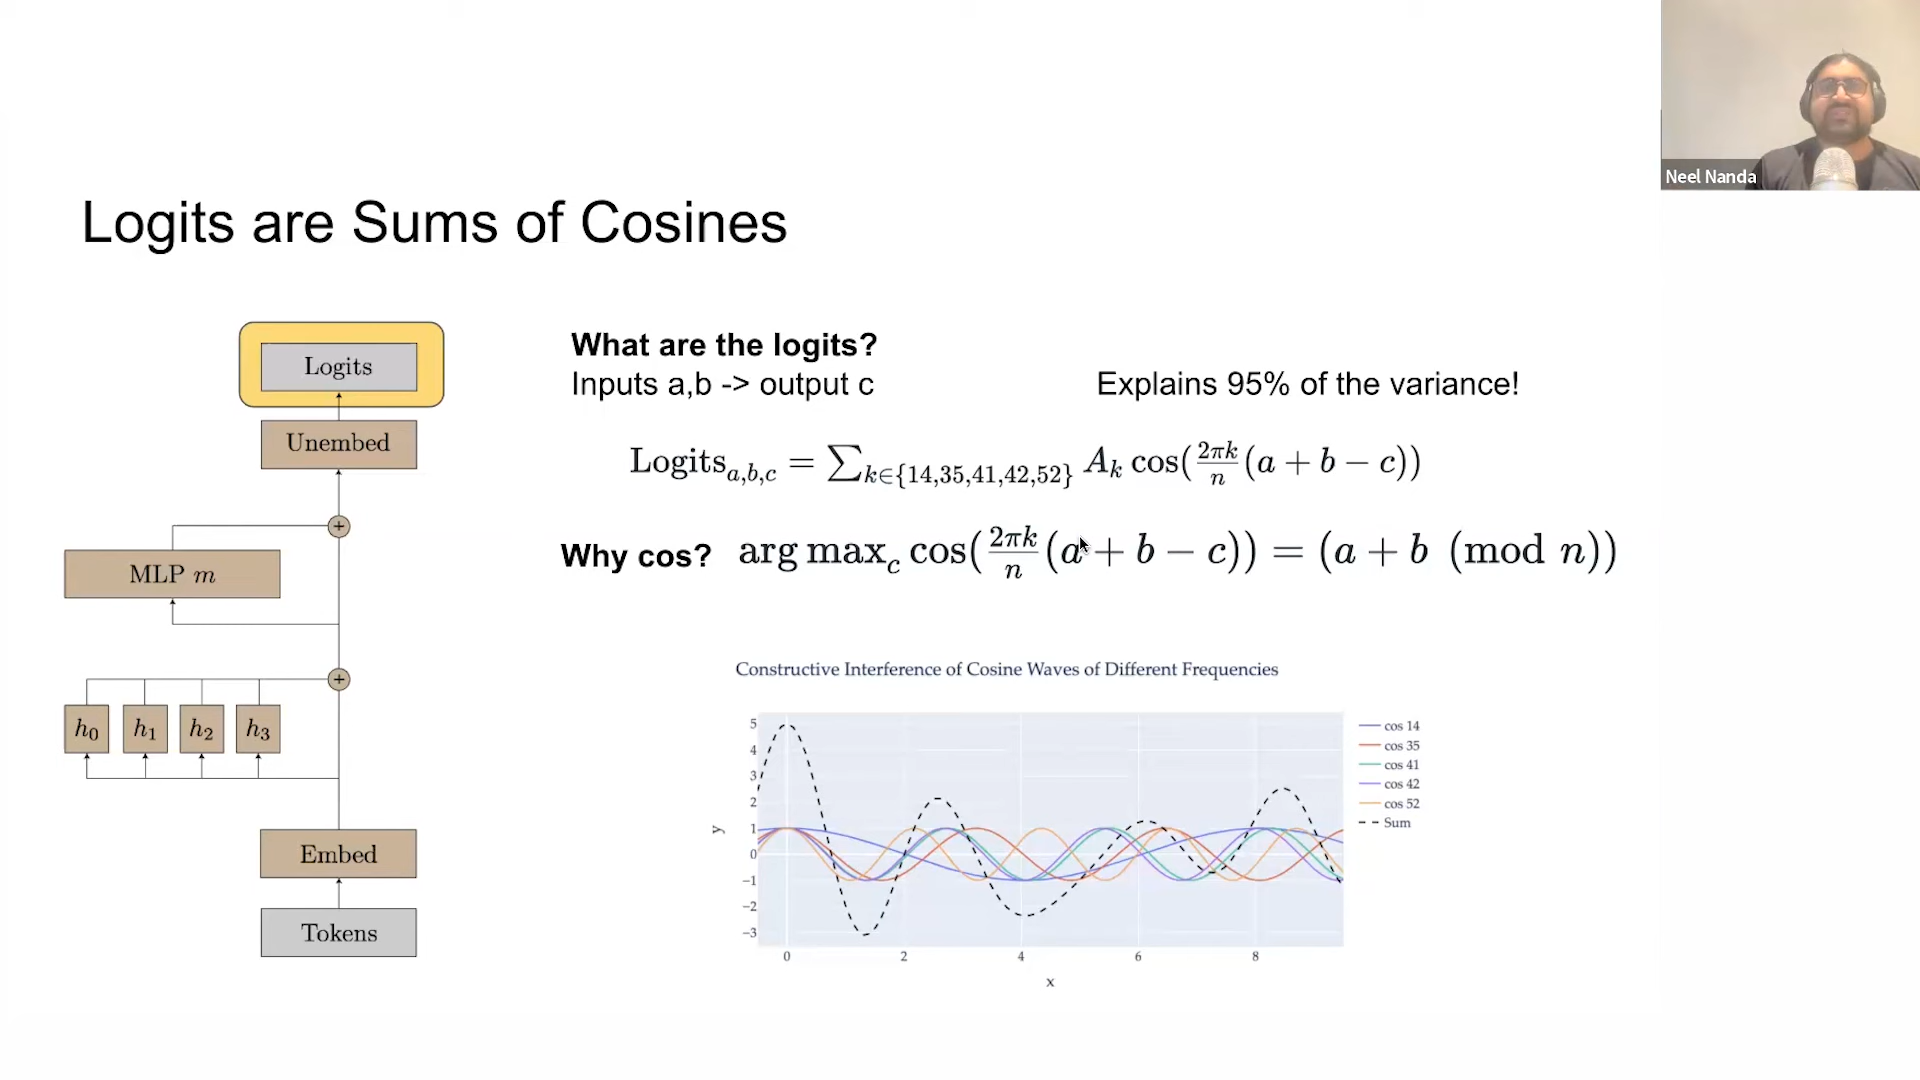 Neel Nanda
Logits are Sums of Cosines
Logits
Unembed
+
MLP m
+
h₀ h₁ h₂ h₃
Embed
Tokens
What are the logits?
Inputs a,b -> output c
Explains 95% of the variance!
Logits_{a,b,c} = ∑_{k∈{14,35,41,42,52}} A_k cos(\frac{2πk}{n}(a + b − c))
Why cos? arg max_c cos(\frac{2πk}{n}(a + b − c)) = (a + b (mod n))
Constructive Interference of Cosine Waves of Different Frequencies
5
4
3
2
1
0
−1
−2
−3
y
0 2 4 6 8
x
cos 14
cos 35
cos 41
cos 42
cos 52
Sum